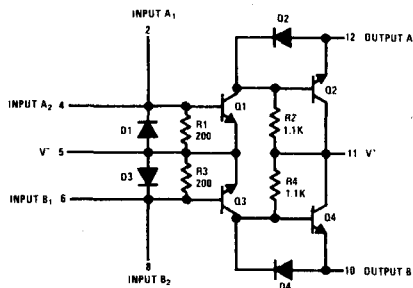 INPUT A1
2
D2
12 OUTPUT A
INPUT A2 4
Q1
Q2
D1
R1
200
R2
1.1K
V- 5
11 V+
D3
R3
200
R4
1.1K
INPUT B1 6
Q3
Q4
8
INPUT B2
D4
10 OUTPUT B